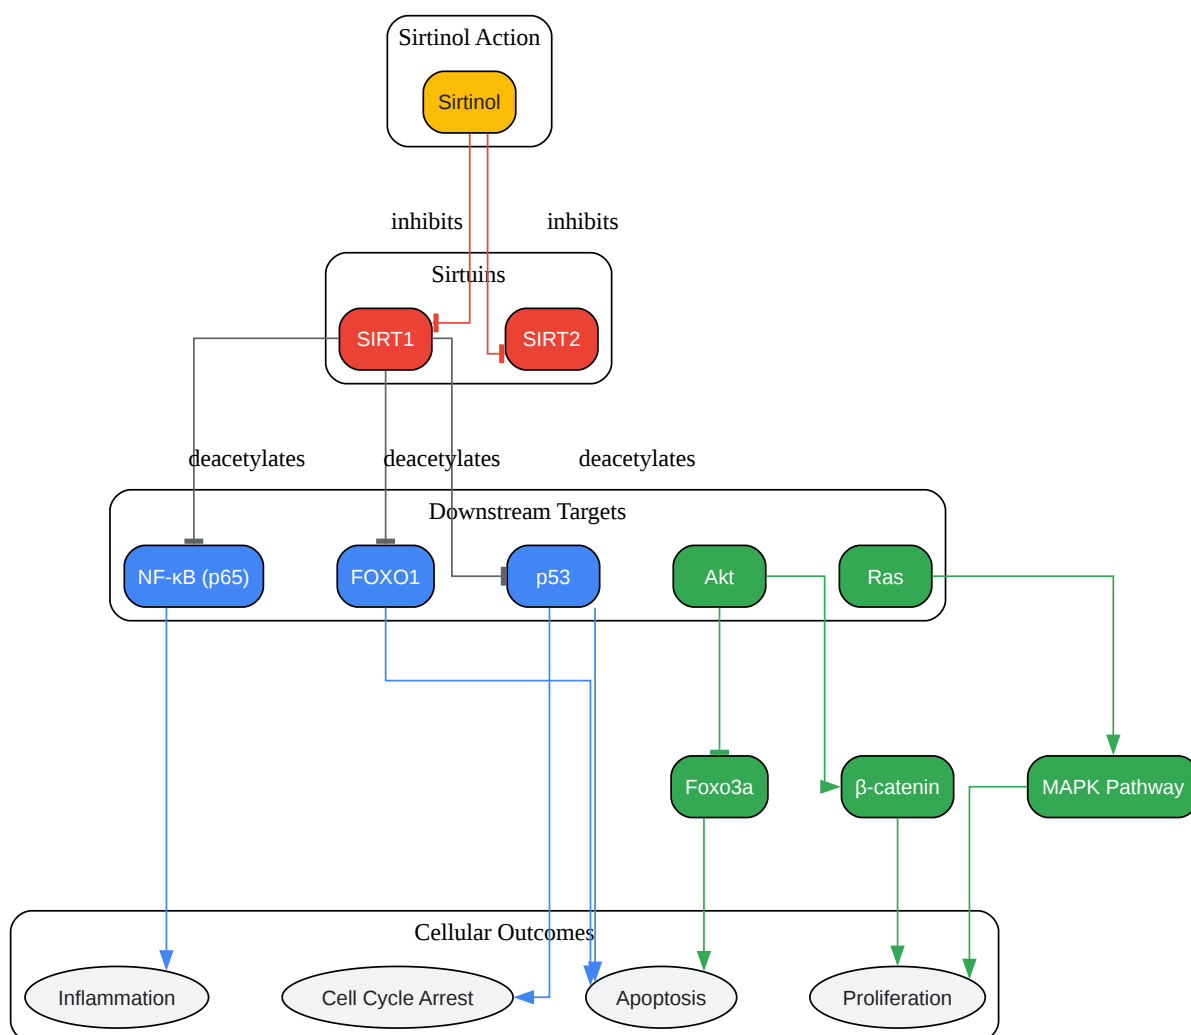 Sirtinol Action
Sirtinol
inhibits
inhibits
Sirtuins
SIRT1
SIRT2
deacetylates
deacetylates
deacetylates
Downstream Targets
NF-κB (p65)
FOXO1
p53
Akt
Ras
Foxo3a
β-catenin
MAPK Pathway
Cellular Outcomes
Inflammation
Cell Cycle Arrest
Apoptosis
Proliferation